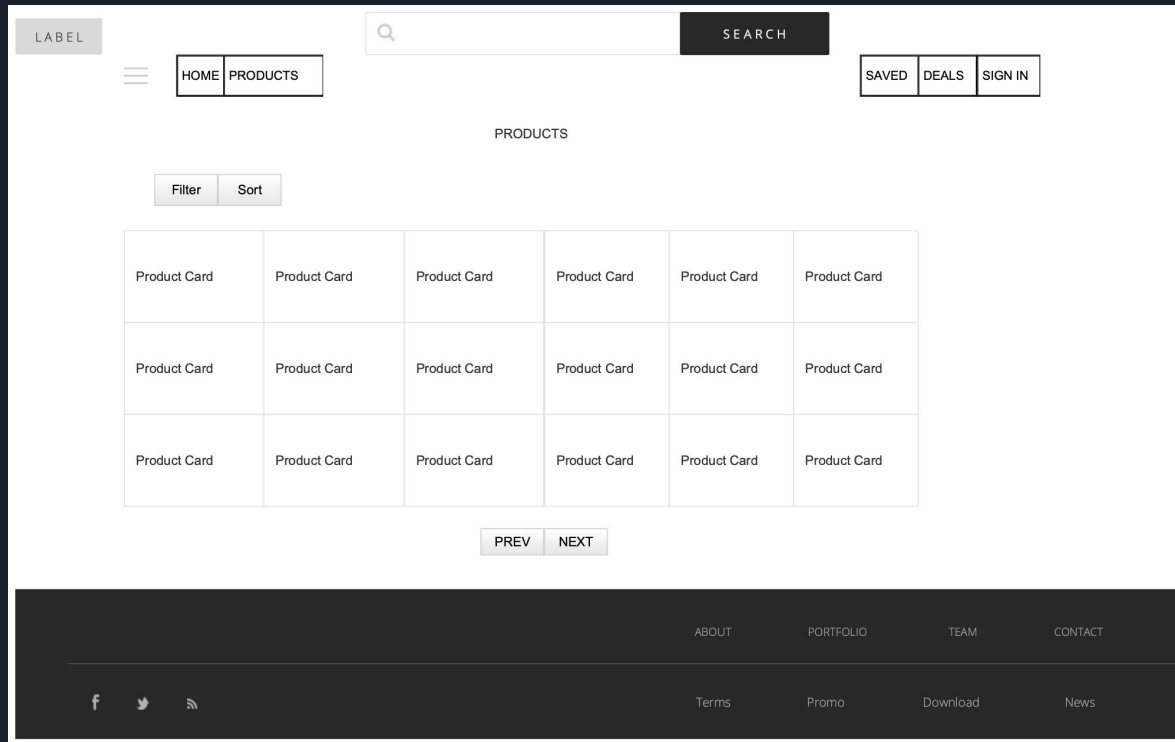 LABEL
SEARCH
HOME PRODUCTS SAVED DEALS SIGN IN
PRODUCTS
Filter Sort
Product Card Product Card Product Card Product Card Product Card Product Card
Product Card Product Card Product Card Product Card Product Card Product Card
Product Card Product Card Product Card Product Card Product Card Product Card
PREV NEXT
ABOUT PORTFOLIO TEAM CONTACT
Terms Promo Download News